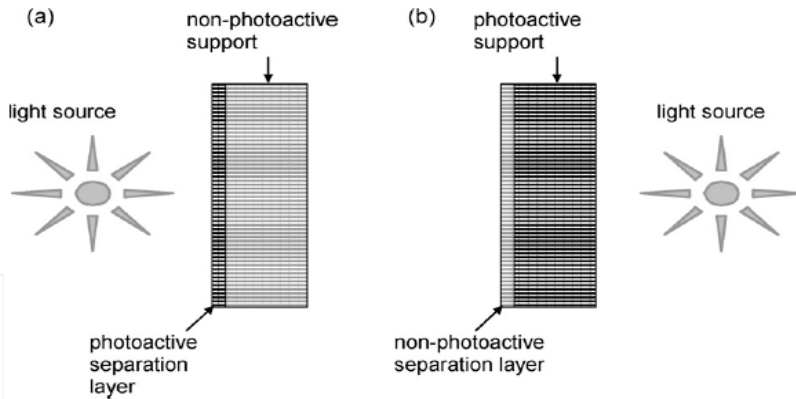 (a)
non-photoactive
support
light source
photoactive
separation
layer
(b)
photoactive
support
light source
non-photoactive
separation layer